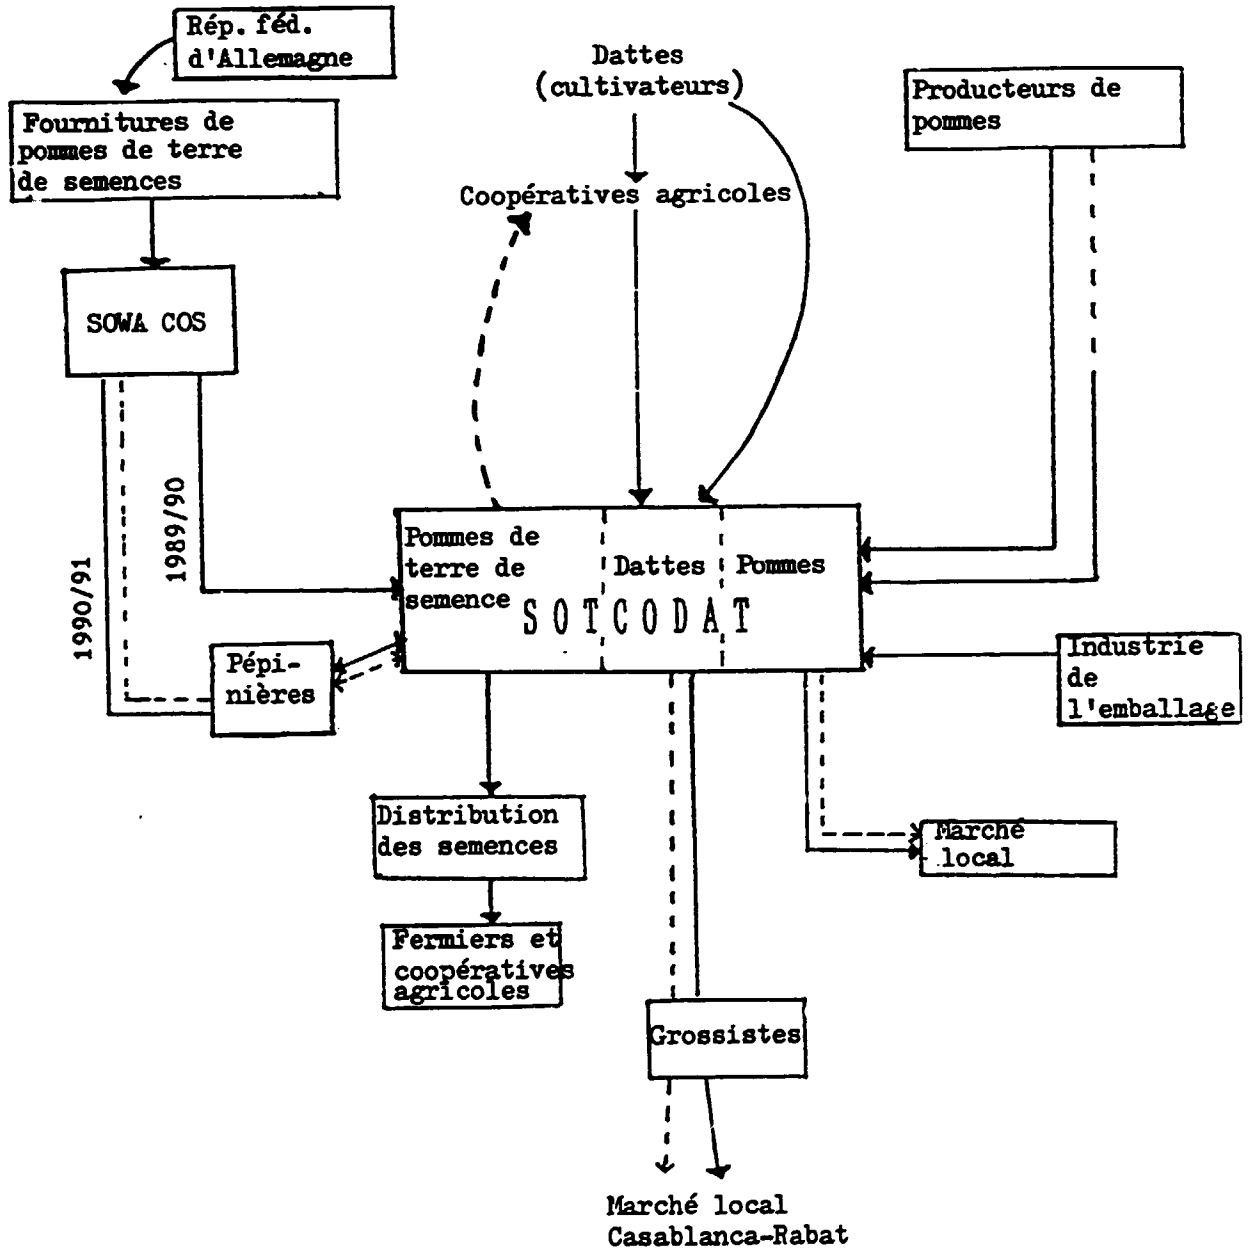 Rép. féd.
d'Allemagne
Dattes
(cultivateurs)
Producteurs de
pommes
Fournitures de
pommes de terre
de semences
Coopératives agricoles
SOWA COS
1989/90
1990/91
Pommes de
terre de
semence
Dattes
Pommes
SOTCODAT
Pépi-
nières
Industrie
de
l'emballage
Distribution
des semences
Marché
local
Fermiers et
coopératives
agricoles
Grossistes
Marché local
Casablanca-Rabat